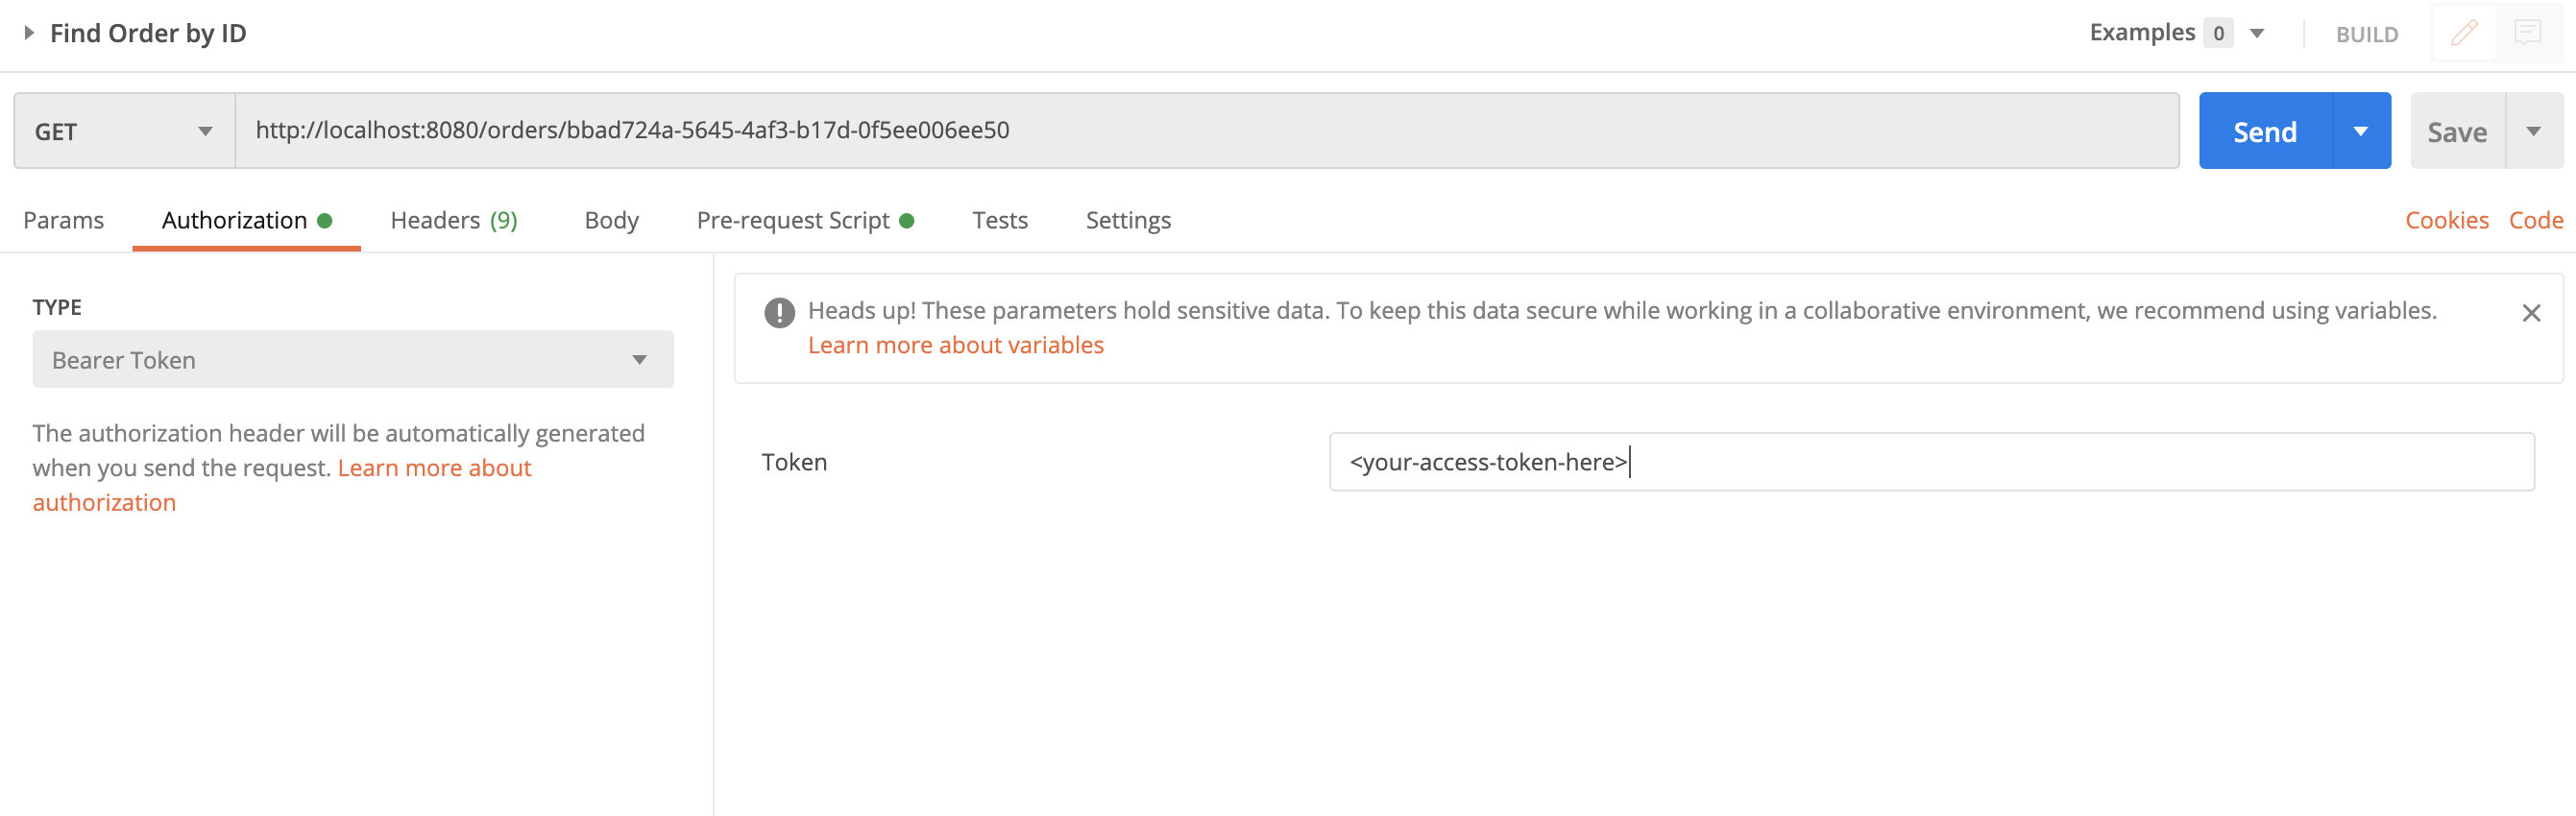 Find Order by ID
Examples 0
BUILD
GET
http://localhost:8080/orders/bbad724a-5645-4af3-b17d-0f5ee006ee50
Send
Save
Params
Authorization
Headers (9)
Body
Pre-request Script
Tests
Settings
Cookies
Code
TYPE
Bearer Token
The authorization header will be automatically generated
when you send the request. Learn more about
authorization
Heads up! These parameters hold sensitive data. To keep this data secure while working in a collaborative environment, we recommend using variables.
Learn more about variables
Token
<your-access-token-here>